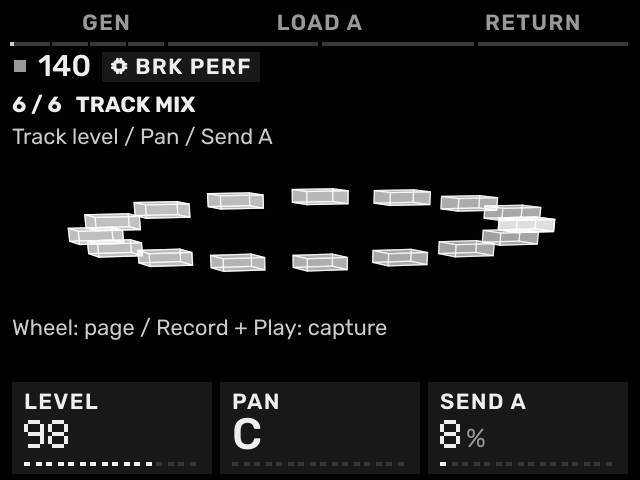 GEN LOAD A RETURN
140 BRK PERF
6 / 6 TRACK MIX
Track level / Pan / Send A
Wheel: page / Record + Play: capture
LEVEL PAN SEND A
98 C 8 %